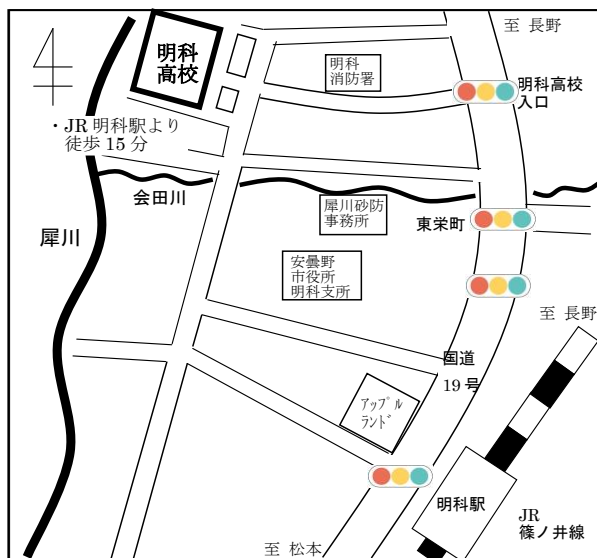 至 長野
明科
高校
明科
消防署
明科高校
入口
・JR 明科駅より
徒歩 15 分
会田川
犀川砂防
事務所
東栄町
犀川
安曇野
市役所
明科支所
至 長野
国道
19 号
ｱｯﾌﾟﾙ
ﾗﾝﾄﾞ
明科駅
JR
篠ノ井線
至 松本